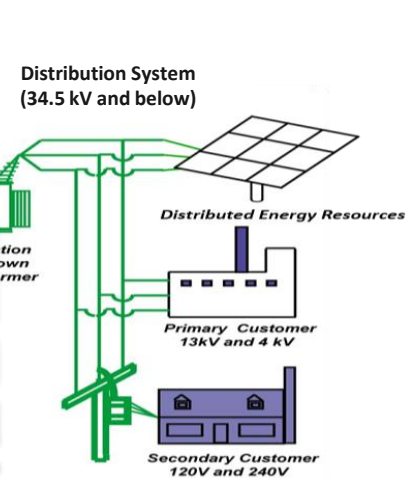 Distribution System
(34.5 kV and below)
Distributed Energy Resources
Primary Customer
13kV and 4 kV
Secondary Customer
120V and 240V